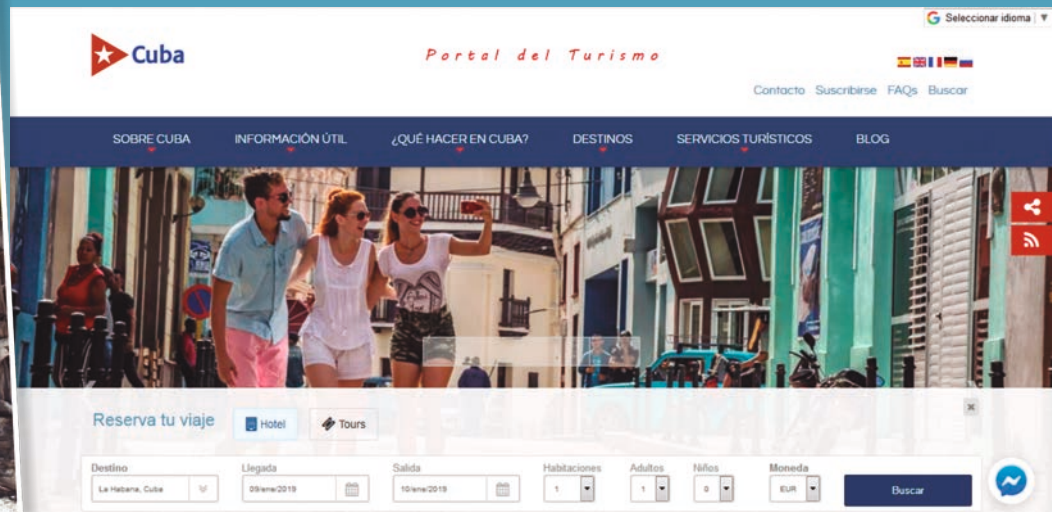 Seleccionar idioma
Cuba
Portal del Turismo
Contacto Suscribirse FAQs Buscar
SOBRE CUBA INFORMACIÓN ÚTIL ¿QUÉ HACER EN CUBA? DESTINOS SERVICIOS TURÍSTICOS BLOG
Reserva tu viaje Hotel Tours
Destino Llegada Salida Habitaciones Adultos Niños Moneda
La Habana, Cuba 09/ene/2019 10/ene/2019 1 1 0 EUR Buscar